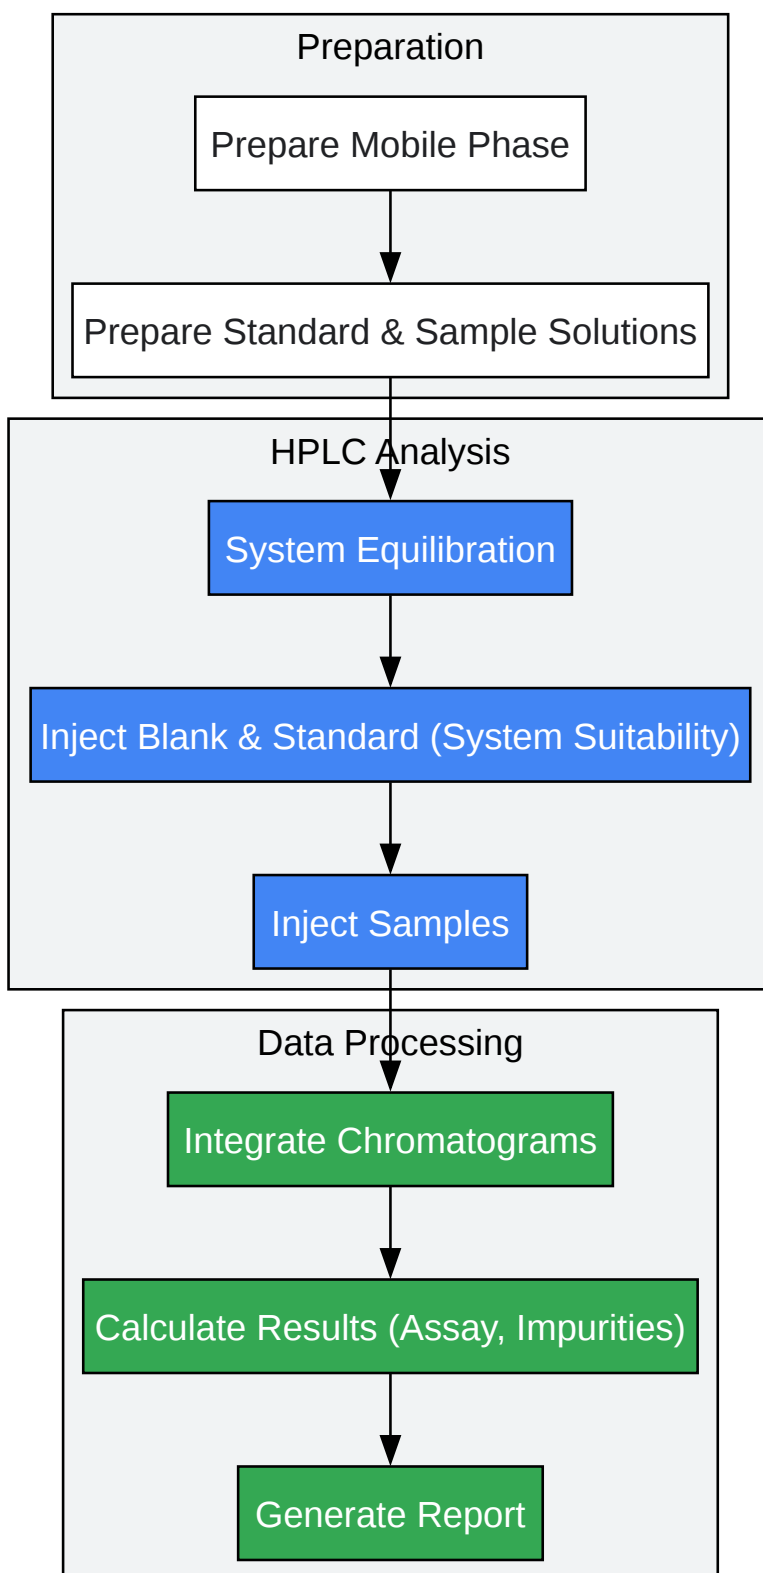 Preparation
Prepare Mobile Phase
Prepare Standard & Sample Solutions
HPLC Analysis
System Equilibration
Inject Blank & Standard (System Suitability)
Inject Samples
Data Processing
Integrate Chromatograms
Calculate Results (Assay, Impurities)
Generate Report